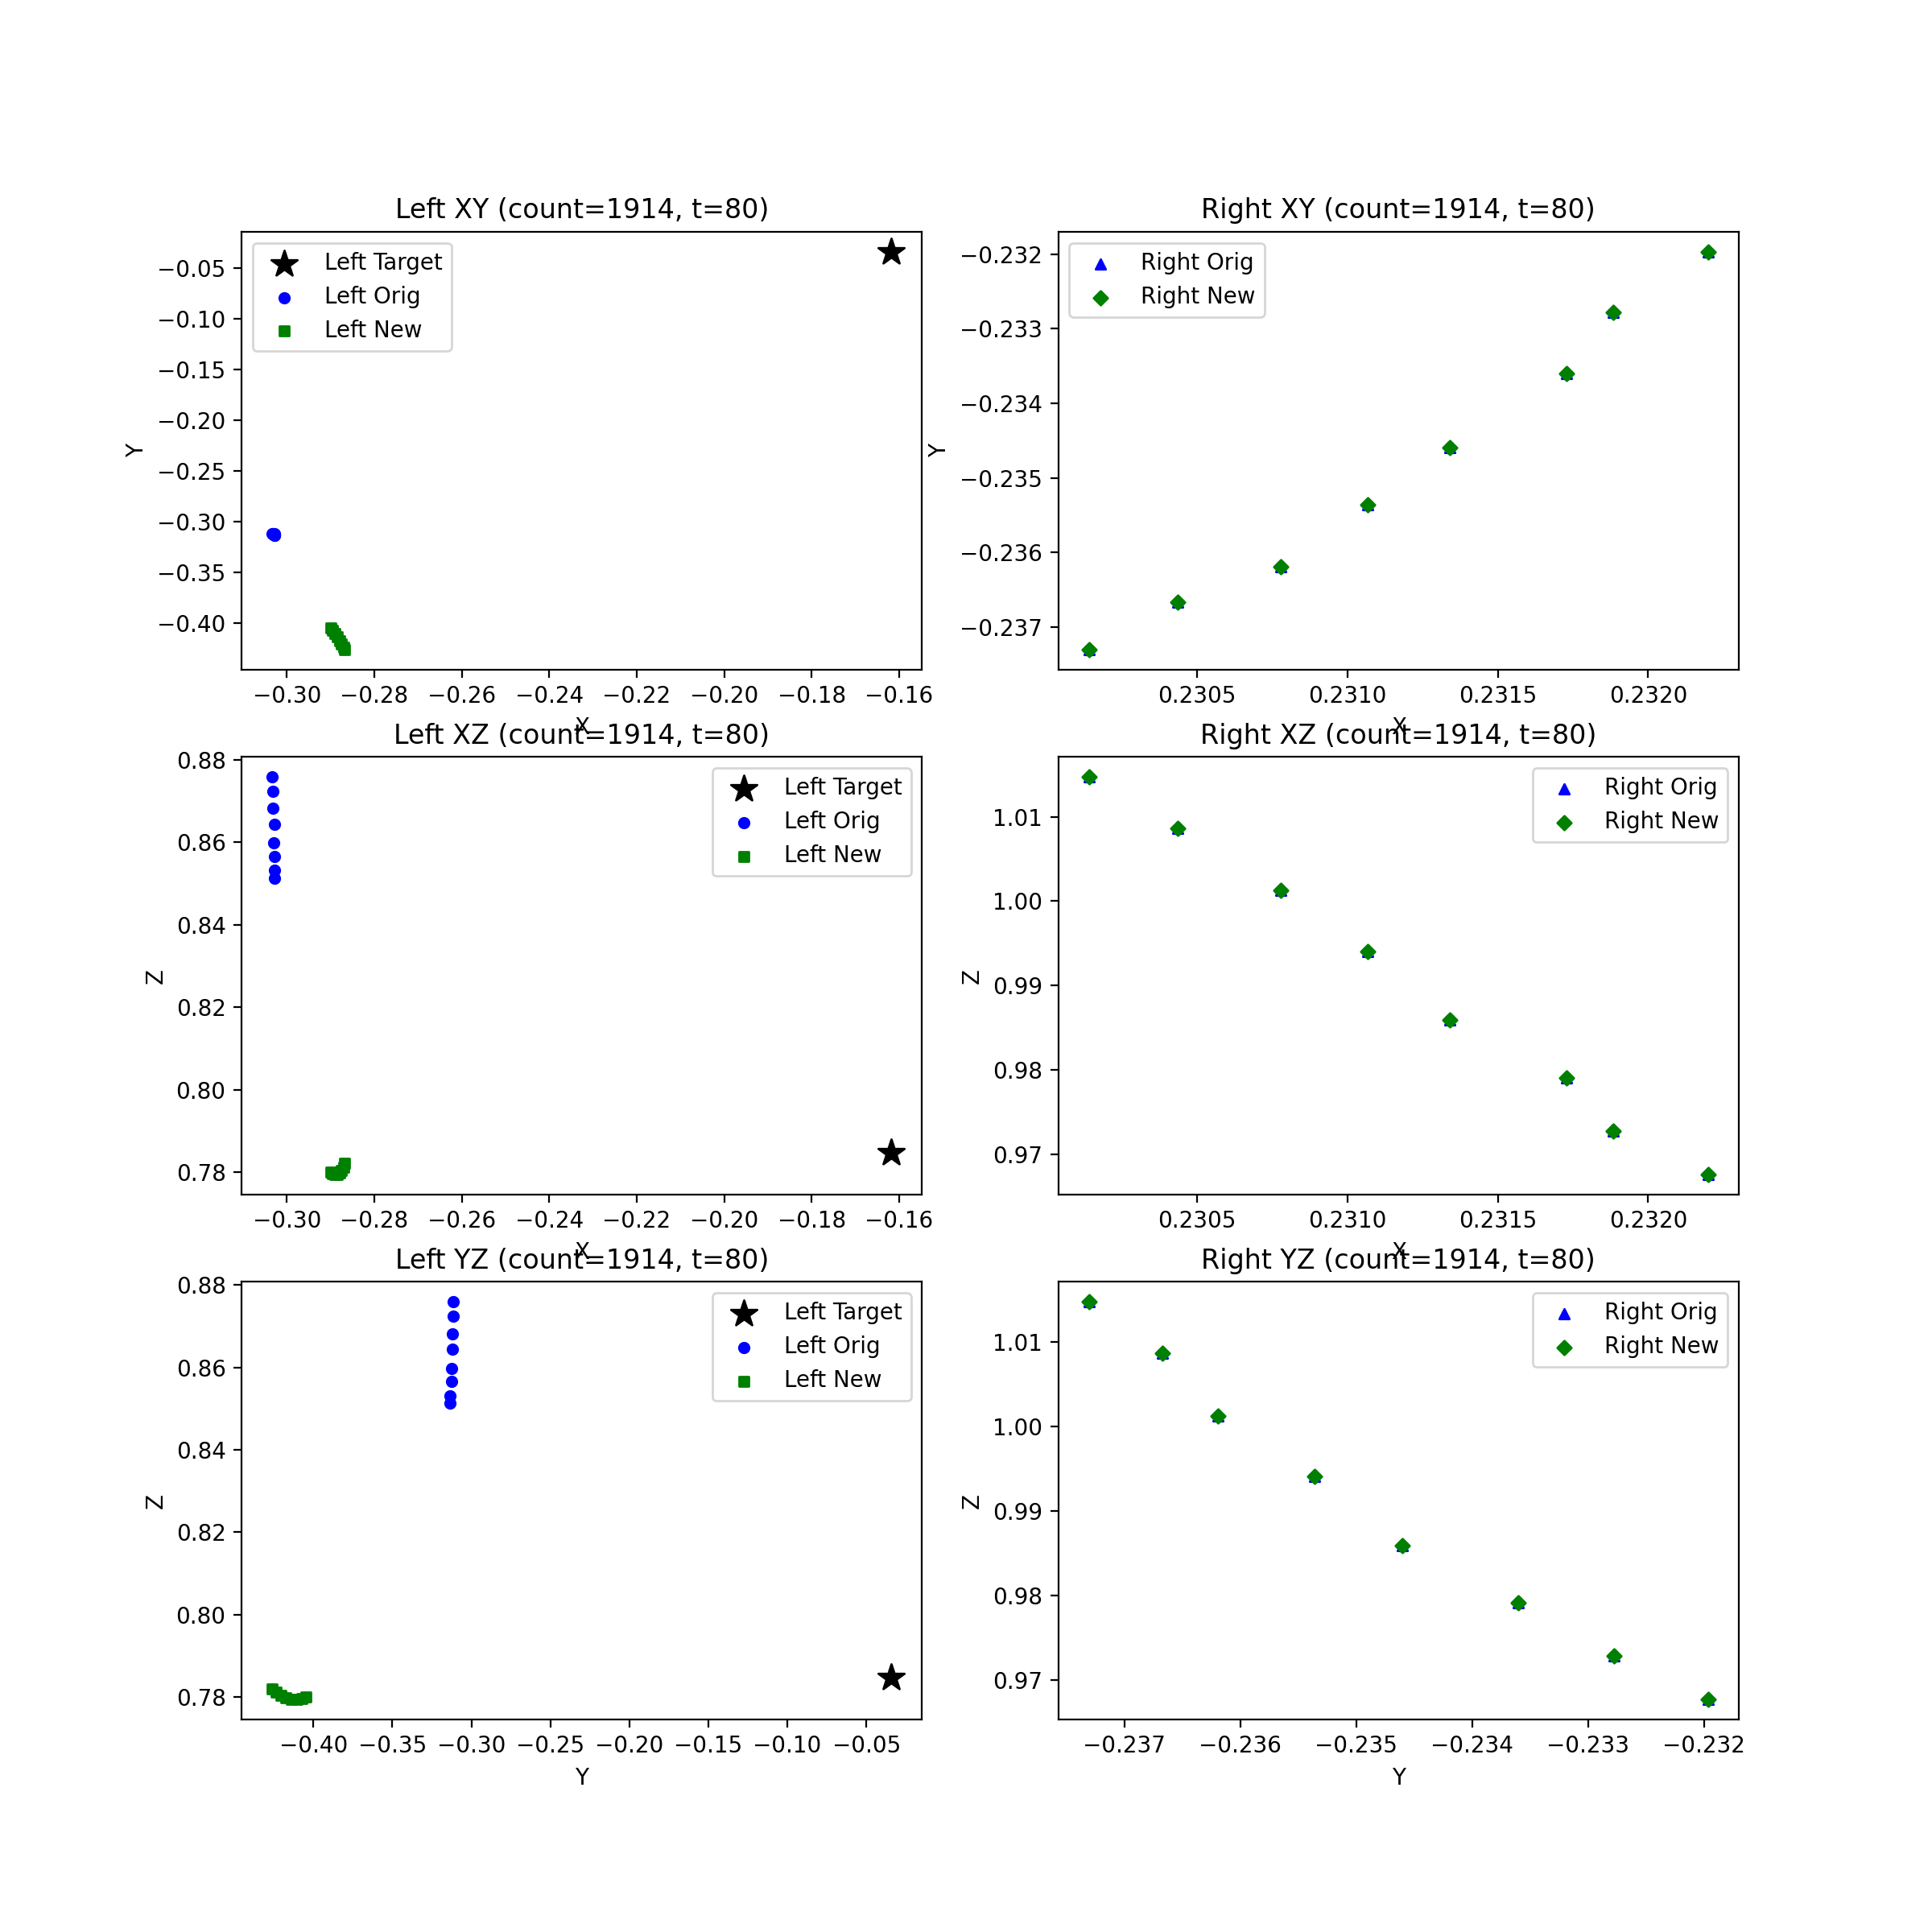 Left XY (count=1914, t=80)
Left Target
Left Orig
Left New
−0.05
−0.10
−0.15
−0.20
−0.25
−0.30
−0.35
−0.40
Y
−0.30 −0.28 −0.26 −0.24 −0.22 −0.20 −0.18 −0.16
X
Right XY (count=1914, t=80)
Right Orig
Right New
−0.232
−0.233
−0.234
−0.235
−0.236
−0.237
Y
0.2305 0.2310 0.2315 0.2320
X
Left XZ (count=1914, t=80)
Left Target
Left Orig
Left New
0.88
0.86
0.84
0.82
0.80
0.78
Z
−0.30 −0.28 −0.26 −0.24 −0.22 −0.20 −0.18 −0.16
X
Right XZ (count=1914, t=80)
Right Orig
Right New
1.01
1.00
0.99
0.98
0.97
Z
0.2305 0.2310 0.2315 0.2320
X
Left YZ (count=1914, t=80)
Left Target
Left Orig
Left New
0.88
0.86
0.84
0.82
0.80
0.78
Z
−0.40 −0.35 −0.30 −0.25 −0.20 −0.15 −0.10 −0.05
Y
Right YZ (count=1914, t=80)
Right Orig
Right New
1.01
1.00
0.99
0.98
0.97
Z
−0.237 −0.236 −0.235 −0.234 −0.233 −0.232
Y